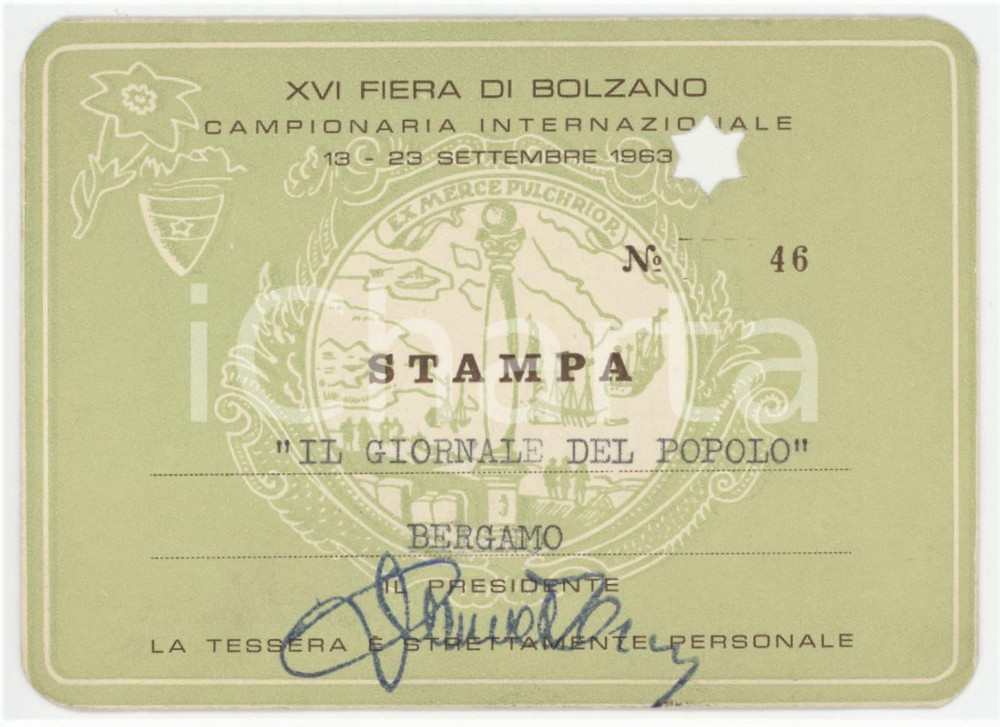 XVI FIERA DI BOLZANO
CAMPIONARIA INTERNAZIONALE
13 - 23 SETTEMBRE 1963
EX MERCE PULCHRIOR
No 46
iCharta
STAMPA
"IL GIORNALE DEL POPOLO"
BERGAMO
IL PRESIDENTE
LA TESSERA È STRETTAMENTE PERSONALE